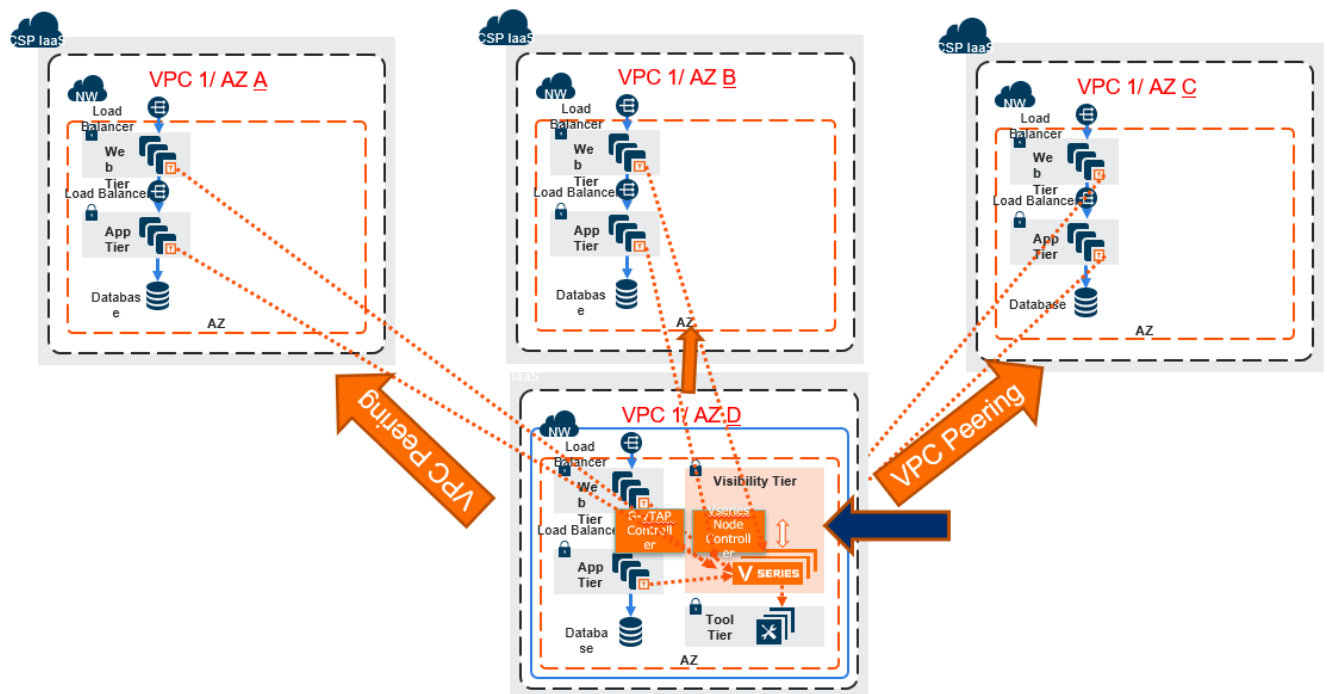 CSP IaaS
VPC 1/ AZ A
NW
Load
Balancer
We
b
Tier
T
Load Balancer
App
Tier
T
Databas
e
AZ
CSP IaaS
VPC 1/ AZ B
NW
Load
Balancer
We
b
Tier
T
Load Balancer
App
Tier
T
Databas
e
AZ
CSP IaaS
VPC 1/ AZ C
NW
Load
Balancer
We
b
Tier
T
Load Balancer
App
Tier
T
Database
AZ
VPC Peering
VPC Peering
IaaS
VPC 1/ AZ D
NW
Load
Balancer
We
b
Tier
T
Load Balancer
App
Tier
T
Databa
se
AZ
Visibility Tier
G-vTAP
Controll
er
Vseries
Node
Controll
er
V SERIES
Tool
Tier